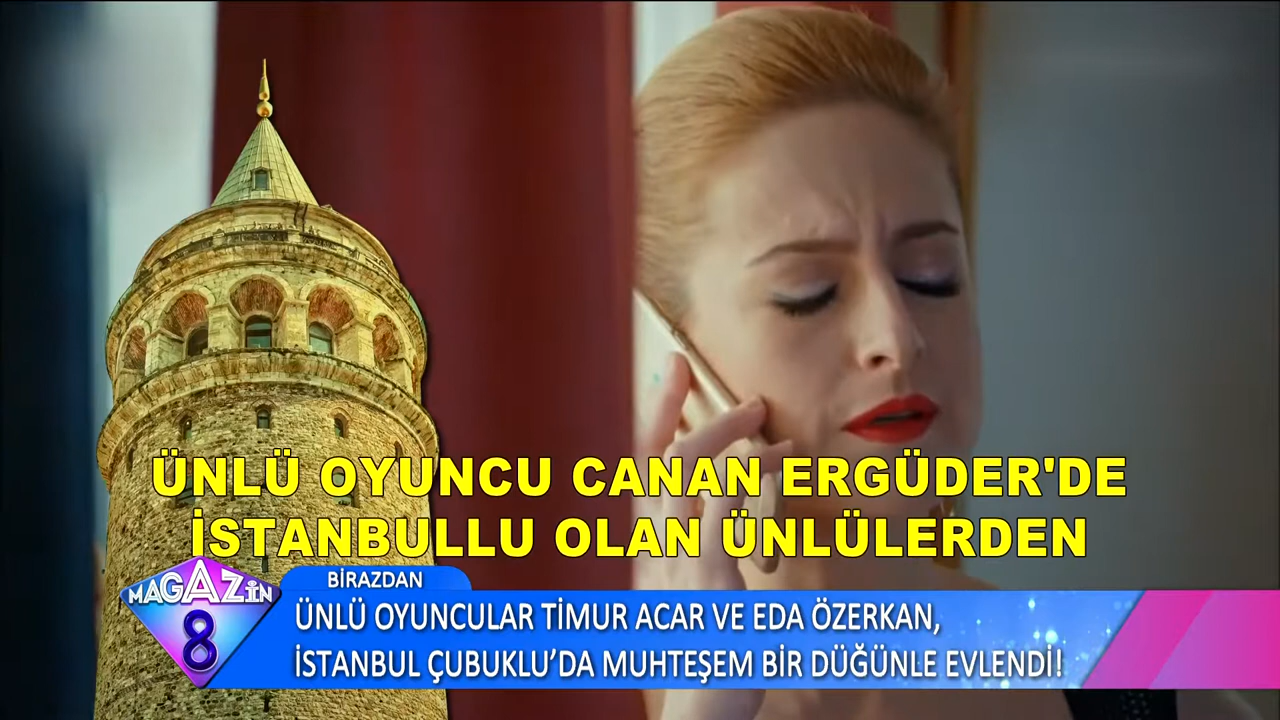 ÜNLÜ OYUNCU CANAN ERGÜDER'DE
İSTANBULLU OLAN ÜNLÜLERDEN
MAGAZİN
8
BİRAZDAN
ÜNLÜ OYUNCULAR TİMUR ACAR VE EDA ÖZERKAN,
İSTANBUL ÇUBUKLU’DA MUHTEŞEM BİR DÜĞÜNLE EVLENDİ!